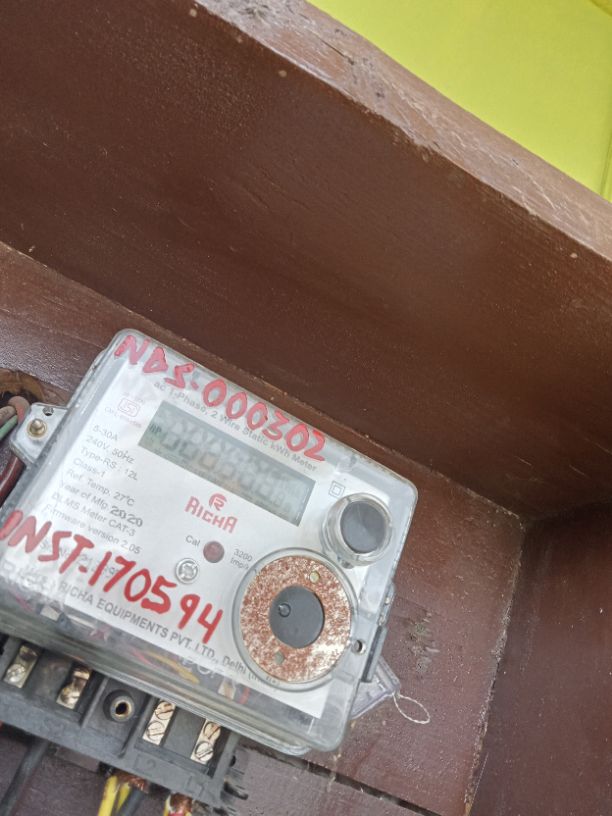 NDS-000302
ac 1-Phase, 2 Wire Static kWh Meter
5-30A
240V, 50Hz
Type-RS : 12L
Class-1
Ref. Temp. 27°C
Year of Mfg. 2020
DLMS Meter CAT-3
Firmware version 2.05
RICHA
Cal
3200
Imp/k
INST.170594
RICHA EQUIPMENTS PVT. LTD., Delhi